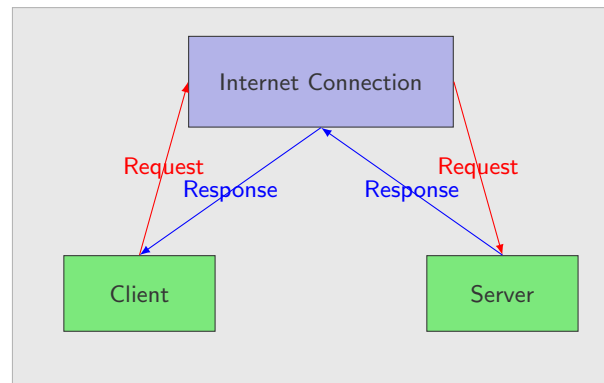 Internet Connection
Request
Request
Response
Response
Client
Server